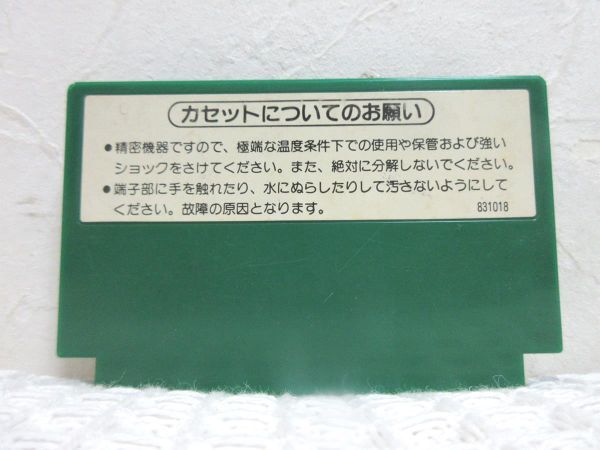 カセットについてのお願い
●精密機器ですので、極端な温度条件下での使用や保管および強い
ショックをさけてください。また、絶対に分解しないでください。
●端子部に手を触れたり、水にぬらしたりして汚さないようにして
ください。故障の原因となります。 831018